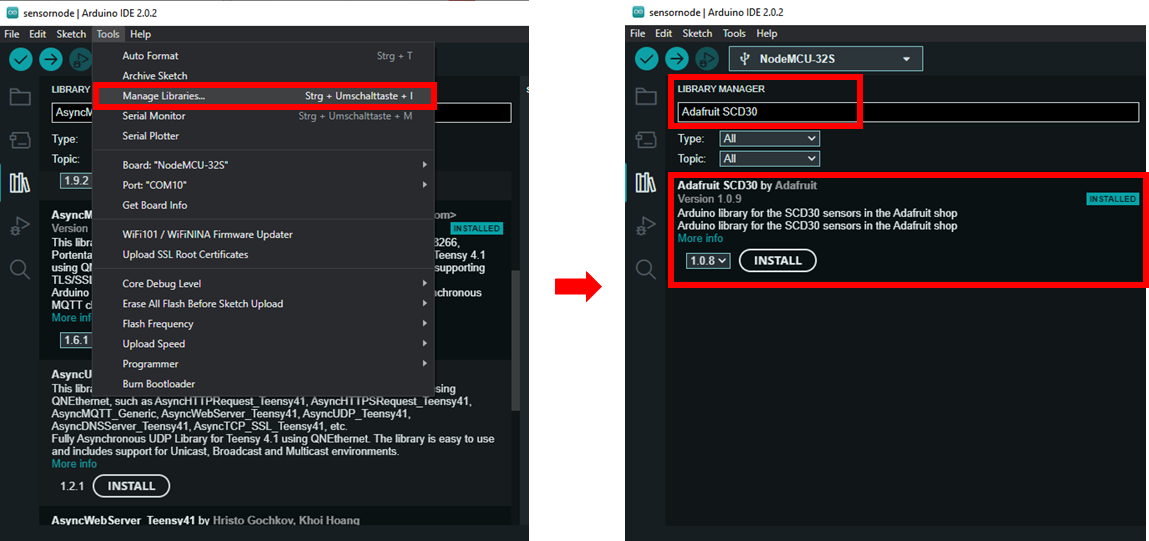 sensornode | Arduino IDE 2.0.2
File Edit Sketch Tools Help
Auto Format Strg + T
Archive Sketch
Manage Libraries... Strg + Umschalttaste + I
Serial Monitor Strg + Umschalttaste + M
Serial Plotter
Board: "NodeMCU-32S"
Port: "COM10"
Get Board Info
WiFi101 / WiFiNINA Firmware Updater
Upload SSL Root Certificates
Core Debug Level
Erase All Flash Before Sketch Upload
Flash Frequency
Upload Speed
Programmer
Burn Bootloader
LIBRARY
AsyncM
Type:
Topic:
1.9.2
AsyncM om>
Version INSTALLED
This libra 8266,
Portenta Teensy 4.1
using QN supporting
TLS/SSL
Arduino nchronous
MQTT c
More info
1.6.1
AsyncU
This libra using
QNEthernet, such as AsyncHTTPRequest_Teensy41, AsyncHTTPSRequest_Teensy41,
AsyncMQTT_Generic, AsyncWebServer_Teensy41, AsyncUDP_Teensy41,
AsyncDNSServer_Teensy41, AsyncTCP_SSL_Teensy41, etc.
Fully Asynchronous UDP Library for Teensy 4.1 using QNEthernet. The library is easy to use
and includes support for Unicast, Broadcast and Multicast environments.
More info
1.2.1 INSTALL
AsyncWebServer_Teensy41 by Hristo Gochkov, Khoi Hoang
sensornode | Arduino IDE 2.0.2
File Edit Sketch Tools Help
NodeMCU-32S
LIBRARY MANAGER
Adafruit SCD30
Type: All
Topic: All
Adafruit SCD30 by Adafruit
Version 1.0.9 INSTALLED
Arduino library for the SCD30 sensors in the Adafruit shop
Arduino library for the SCD30 sensors in the Adafruit shop
More info
1.0.8 INSTALL